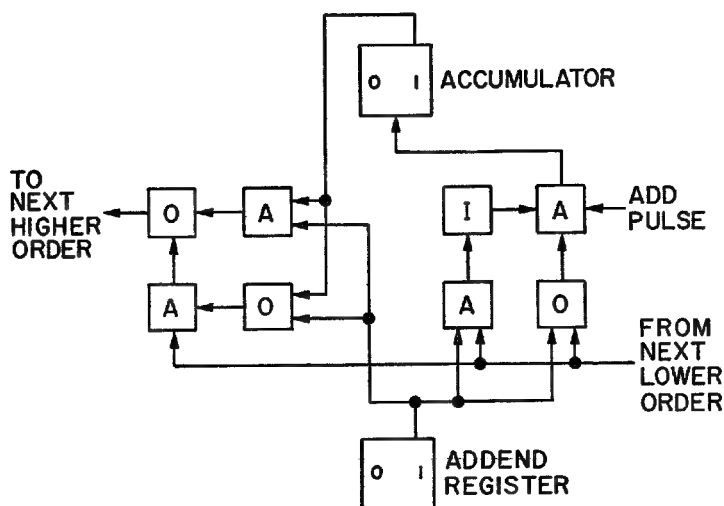 0 1 ACCUMULATOR
TO
NEXT
HIGHER
ORDER
O
A
I
A
ADD
PULSE
A
O
A
O
FROM
NEXT
LOWER
ORDER
0 1
ADDEND
REGISTER